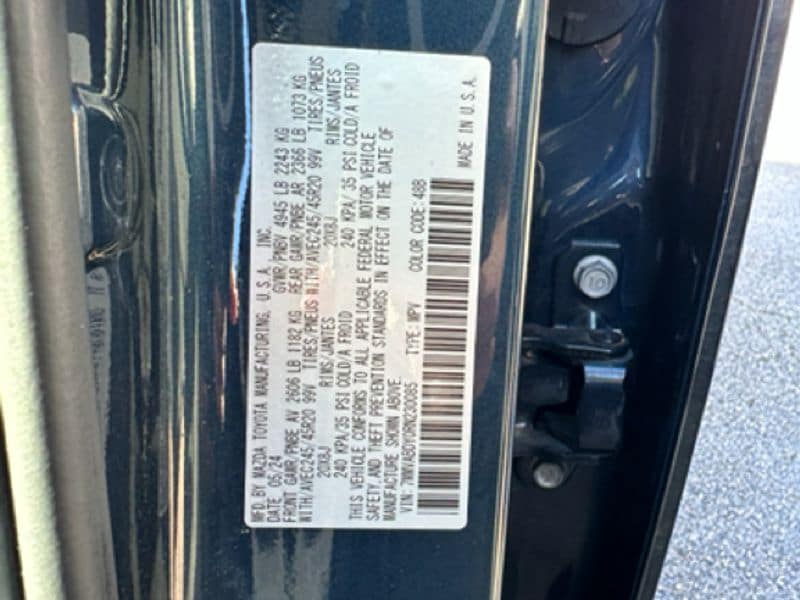 MFD.BY MAZDA TOYOTA MANUFACTURING, U.S.A. INC.
DATE 05/24 GVWR/PNBV 4945 LB 2243 KG
FRONT GAWR/PNBE AV 2606 LB 1182 KG REAR GAWR/PNBE AR 2366 LB 1073 KG
WITH/AVEC245/45R20 99V TIRES/PNEUS WITH/AVEC245/45R20 99V TIRES/PNEUS
20X8J RIMS/JANTES 20X8J RIMS/JANTES
240 KPA/35 PSI COLD/A FROID 240 KPA/35 PSI COLD/A FROID
THIS VEHICLE CONFORMS TO ALL APPLICABLE FEDERAL MOTOR VEHICLE
SAFETY, AND THEFT PREVENTION STANDARDS IN EFFECT ON THE DATE OF
MANUFACTURE SHOWN ABOVE.
VIN: TYPE: MPV COLOR CODE: 48B
MADE IN U.S.A.